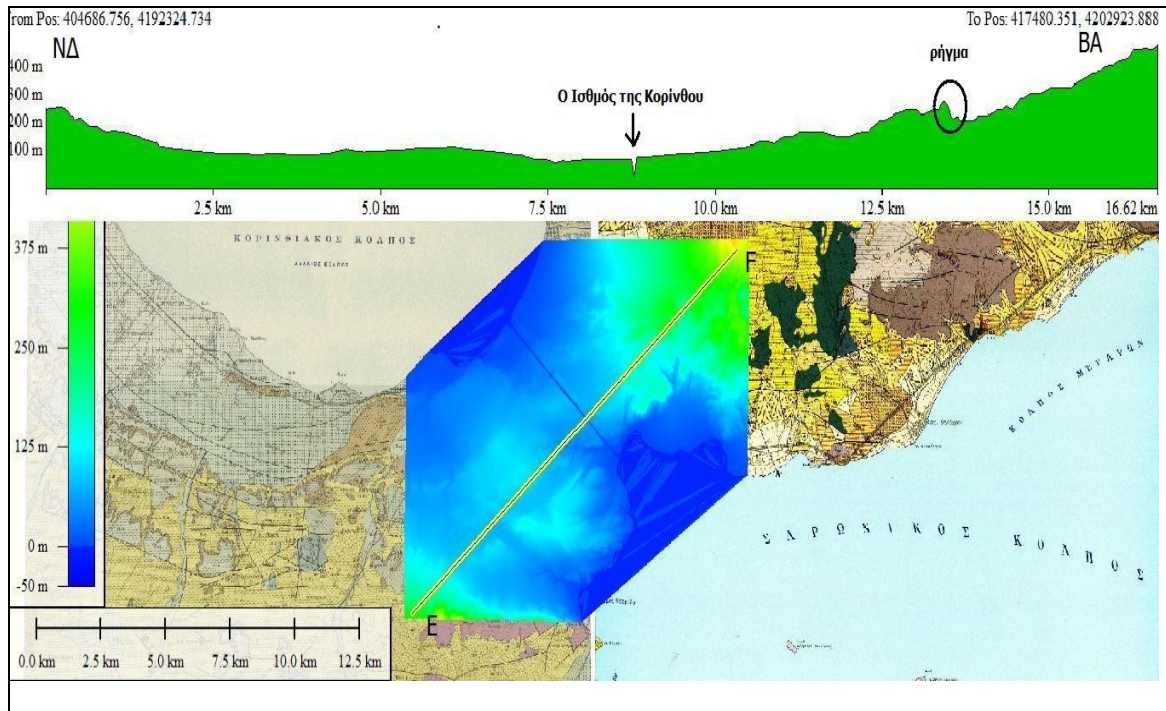 From Pos: 404686.756, 4192324.734
To Pos: 417480.351, 4202923.888
ΝΔ
ΒΑ
ρήγμα
Ο Ισθμός της Κορίνθου
400 m
300 m
200 m
100 m
2.5 km 5.0 km 7.5 km 10.0 km 12.5 km 15.0 km 16.62 km
ΚΟΡΙΝΘΙΑΚΟΣ ΚΟΛΠΟΣ
375 m
250 m
125 m
0 m
-50 m
F
E
ΚΟΛΠΟΣ ΜΕΓΑΡΩΝ
ΣΑΡΩΝΙΚΟΣ ΚΟΛΠΟΣ
0.0 km 2.5 km 5.0 km 7.5 km 10.0 km 12.5 km